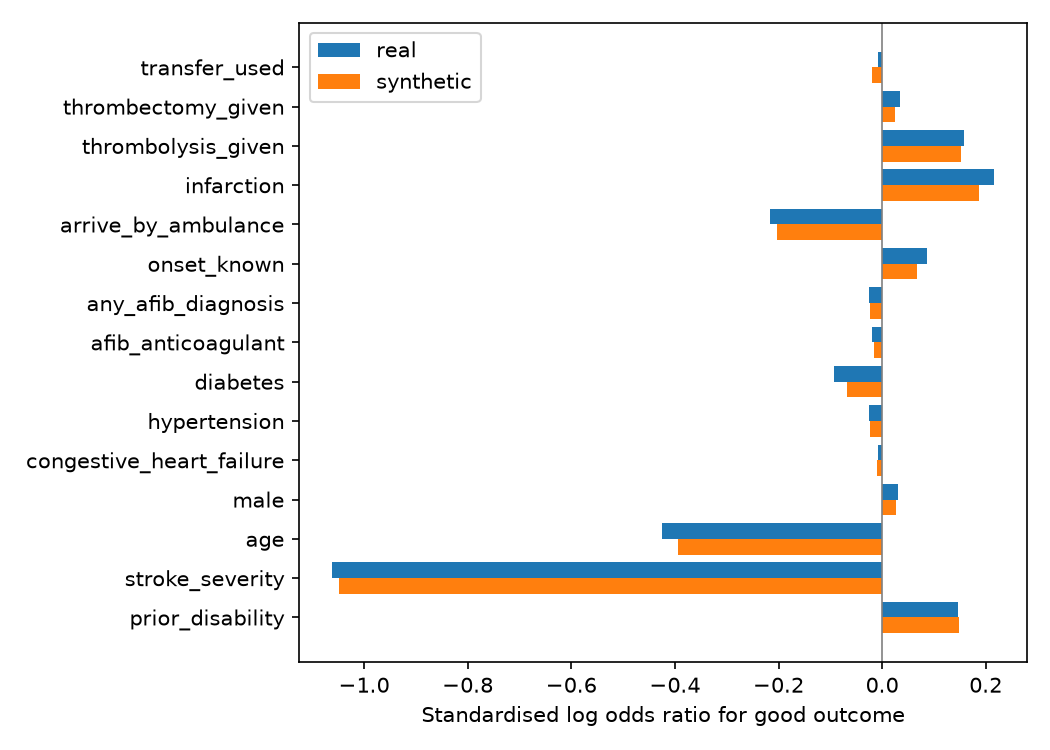 real
synthetic
transfer_used
thrombectomy_given
thrombolysis_given
infarction
arrive_by_ambulance
onset_known
any_afib_diagnosis
afib_anticoagulant
diabetes
hypertension
congestive_heart_failure
male
age
stroke_severity
prior_disability
−1.0 −0.8 −0.6 −0.4 −0.2 0.0 0.2
Standardised log odds ratio for good outcome